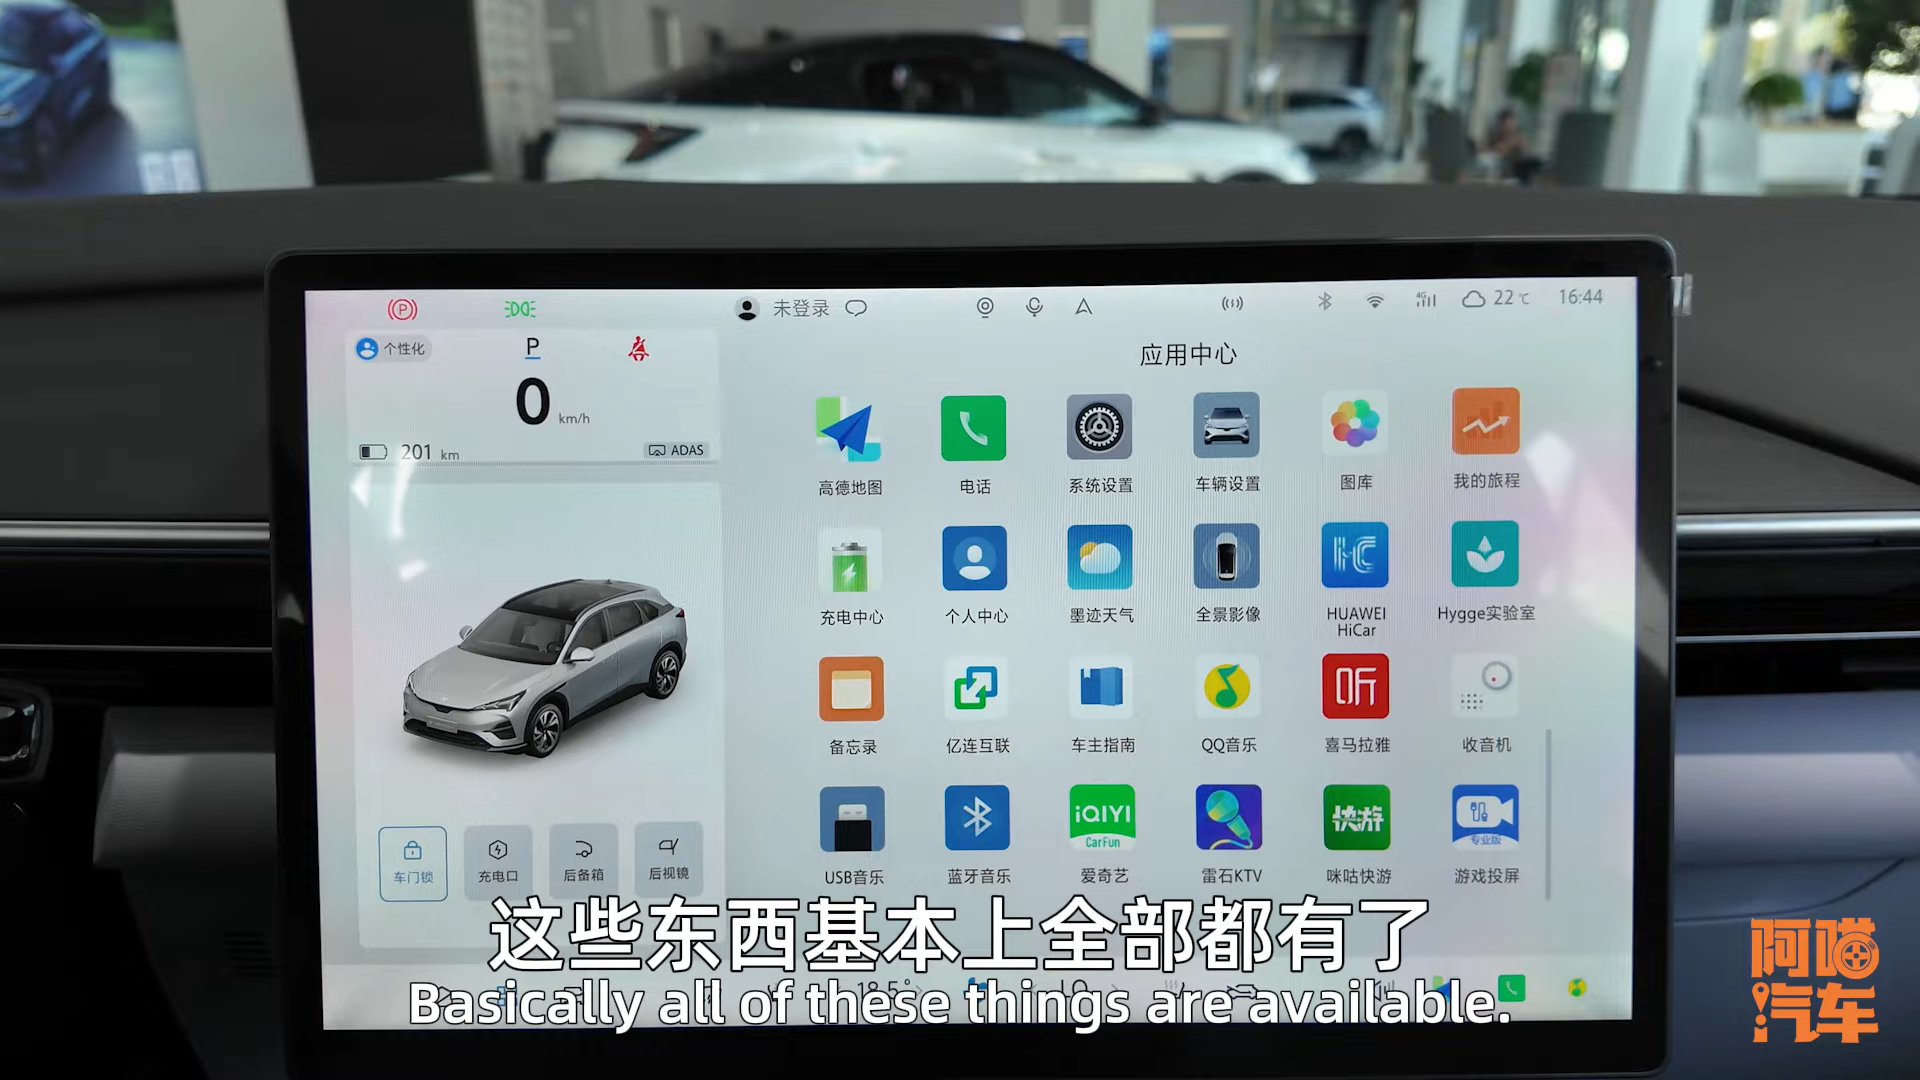 未登录
22℃
16:44
个性化
P
0 km/h
201 km
ADAS
应用中心
高德地图
电话
系统设置
车辆设置
图库
我的旅程
充电中心
个人中心
墨迹天气
全景影像
HUAWEI
HiCar
Hygge实验室
听
备忘录
亿连互联
车主指南
QQ音乐
喜马拉雅
收音机
iQIYI
CarFun
快游
专业版
USB音乐
蓝牙音乐
爱奇艺
雷石KTV
咪咕快游
游戏投屏
车门锁
充电口
后备箱
后视镜
这些东西基本上全部都有了
Basically all of these things are available.
阿喵
汽车